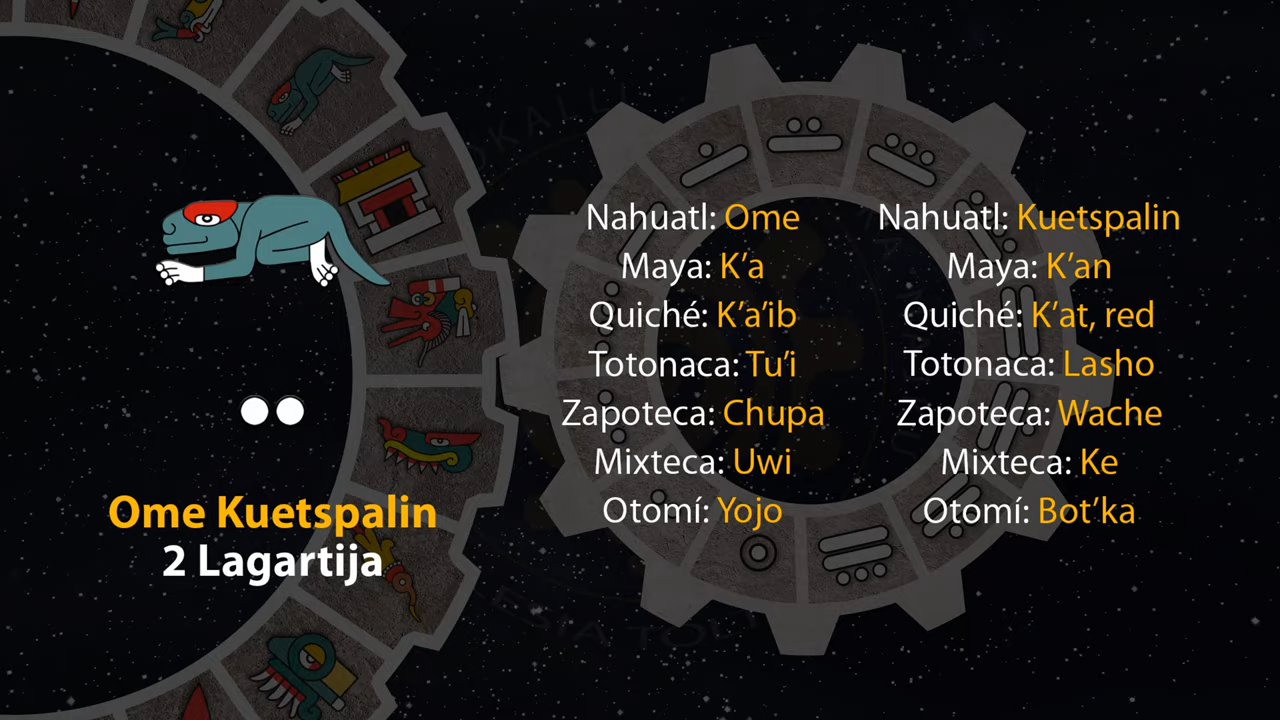 Nahuatl: Ome
Maya: K’a
Quiché: K’a’ib
Totonaca: Tu’i
Zapoteca: Chupa
Mixteca: Uwi
Otomí: Yojo
Nahuatl: Kuetspalin
Maya: K’an
Quiché: K’at, red
Totonaca: Lasho
Zapoteca: Wache
Mixteca: Ke
Otomí: Bot’ka
Ome Kuetspalin
2 Lagartija